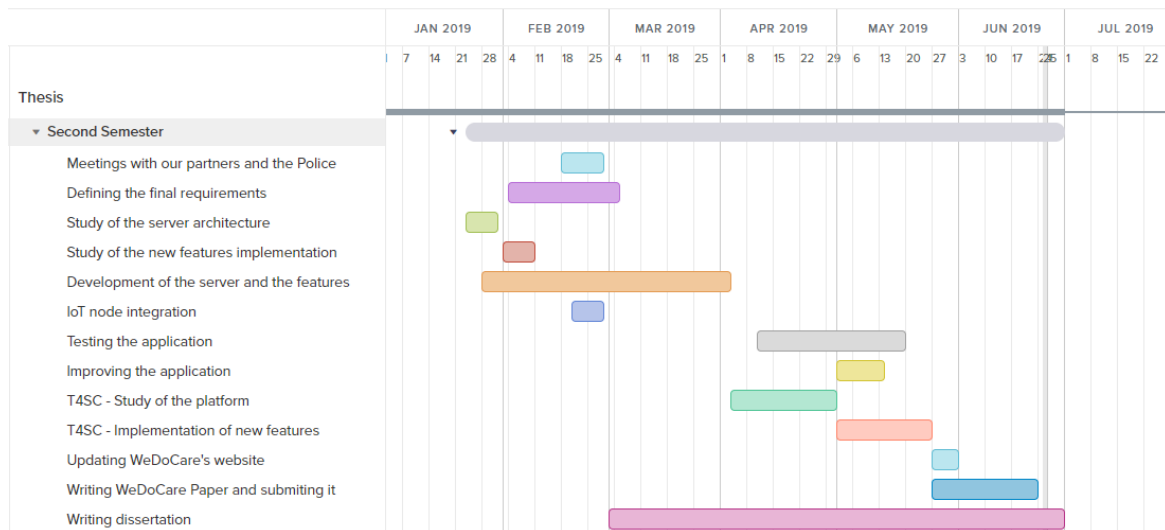 JAN 2019 FEB 2019 MAR 2019 APR 2019 MAY 2019 JUN 2019 JUL 2019
7 14 21 28 4 11 18 25 4 11 18 25 1 8 15 22 29 6 13 20 27 3 10 17 1 8 15 22
Thesis
Second Semester
Meetings with our partners and the Police
Defining the final requirements
Study of the server architecture
Study of the new features implementation
Development of the server and the features
IoT node integration
Testing the application
Improving the application
T4SC - Study of the platform
T4SC - Implementation of new features
Updating WeDoCare's website
Writing WeDoCare Paper and submiting it
Writing dissertation